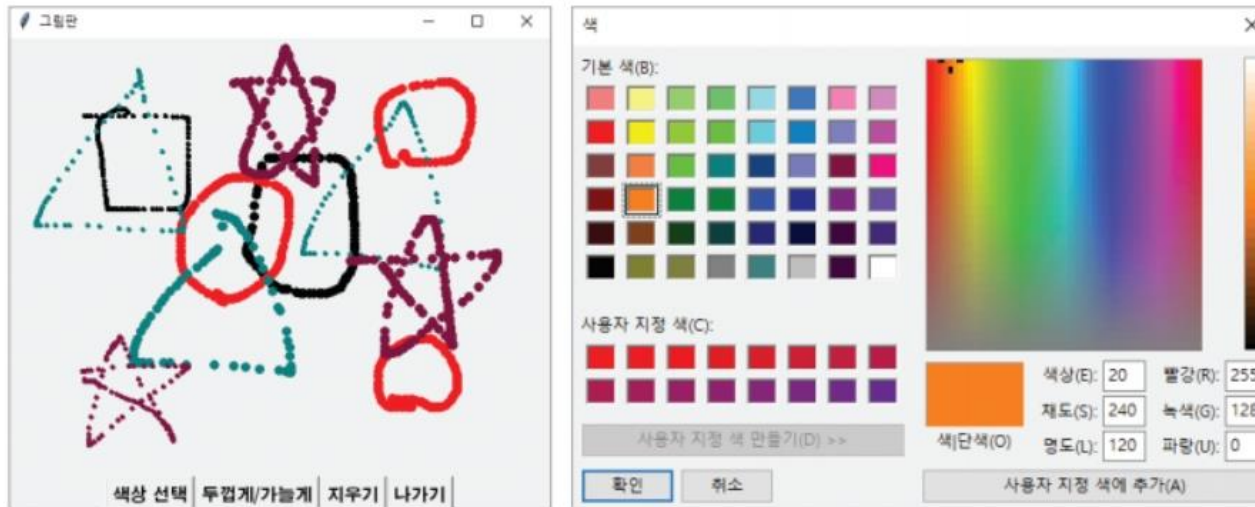 그림판
색상 선택 두껍게/가늘게 지우기 나가기
색
기본 색(B):
사용자 지정 색(C):
사용자 지정 색 만들기(D) >>
확인 취소
색|단색(O)
색상(E): 20 빨강(R): 255
채도(S): 240 녹색(G): 128
명도(L): 120 파랑(U): 0
사용자 지정 색에 추가(A)